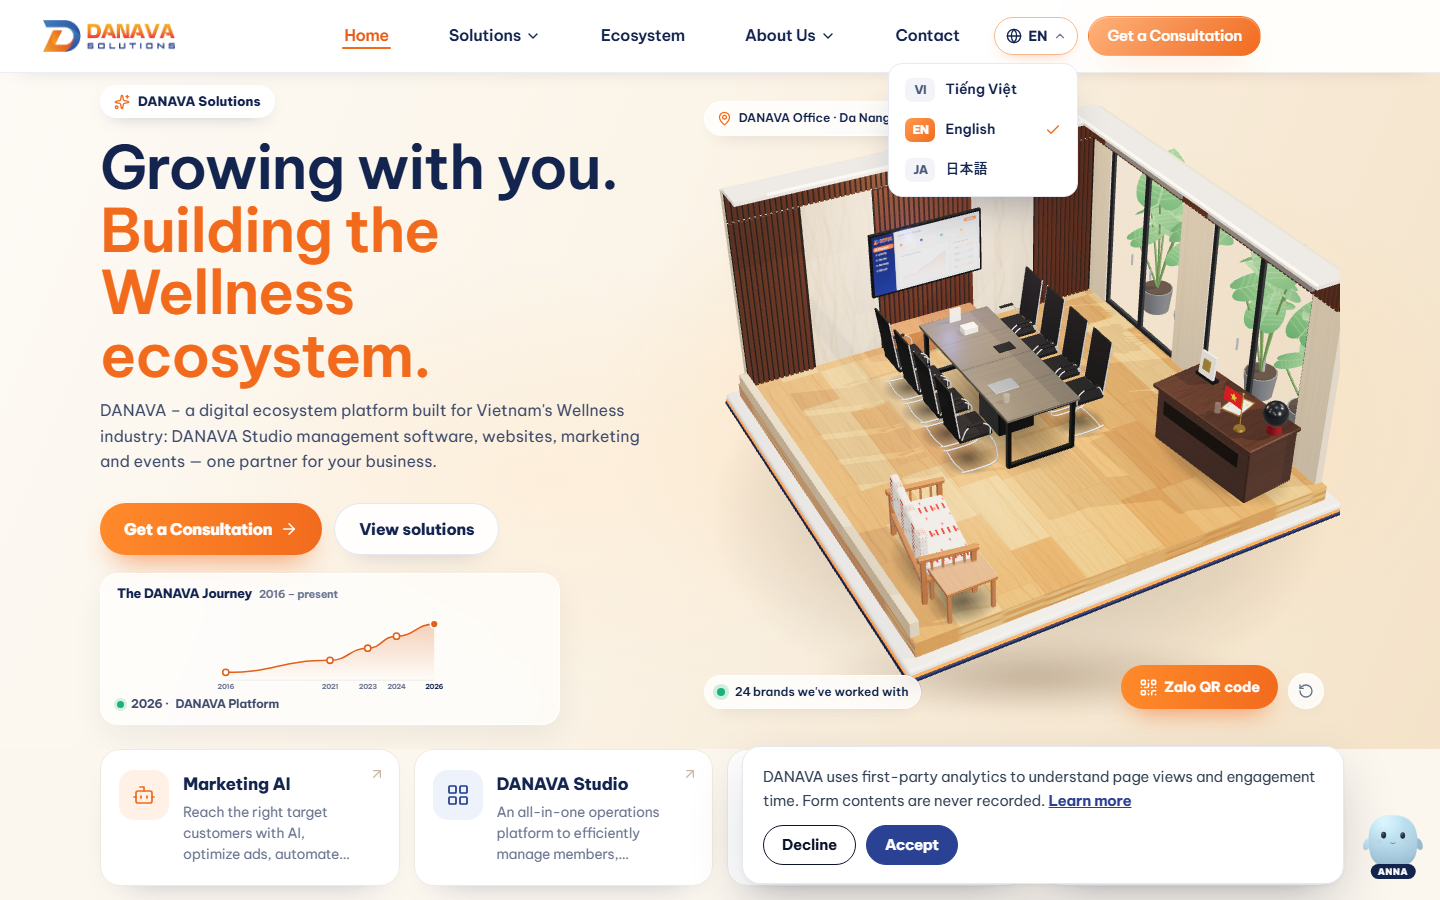 DANAVA
SOLUTIONS
Home
Solutions
Ecosystem
About Us
Contact
EN
Get a Consultation
VI Tiếng Việt
EN English
JA 日本語
DANAVA Solutions
Growing with you.
Building the
Wellness
ecosystem.
DANAVA – a digital ecosystem platform built for Vietnam's Wellness
industry: DANAVA Studio management software, websites, marketing
and events — one partner for your business.
Get a Consultation
View solutions
The DANAVA Journey 2016 – present
2016 2021 2023 2024 2026
2026 · DANAVA Platform
DANAVA Office · Da Nang
24 brands we've worked with
Zalo QR code
Marketing AI
Reach the right target
customers with AI,
optimize ads, automate...
DANAVA Studio
An all-in-one operations
platform to efficiently
manage members,...
DANAVA uses first-party analytics to understand page views and engagement
time. Form contents are never recorded. Learn more
Decline
Accept
ANNA